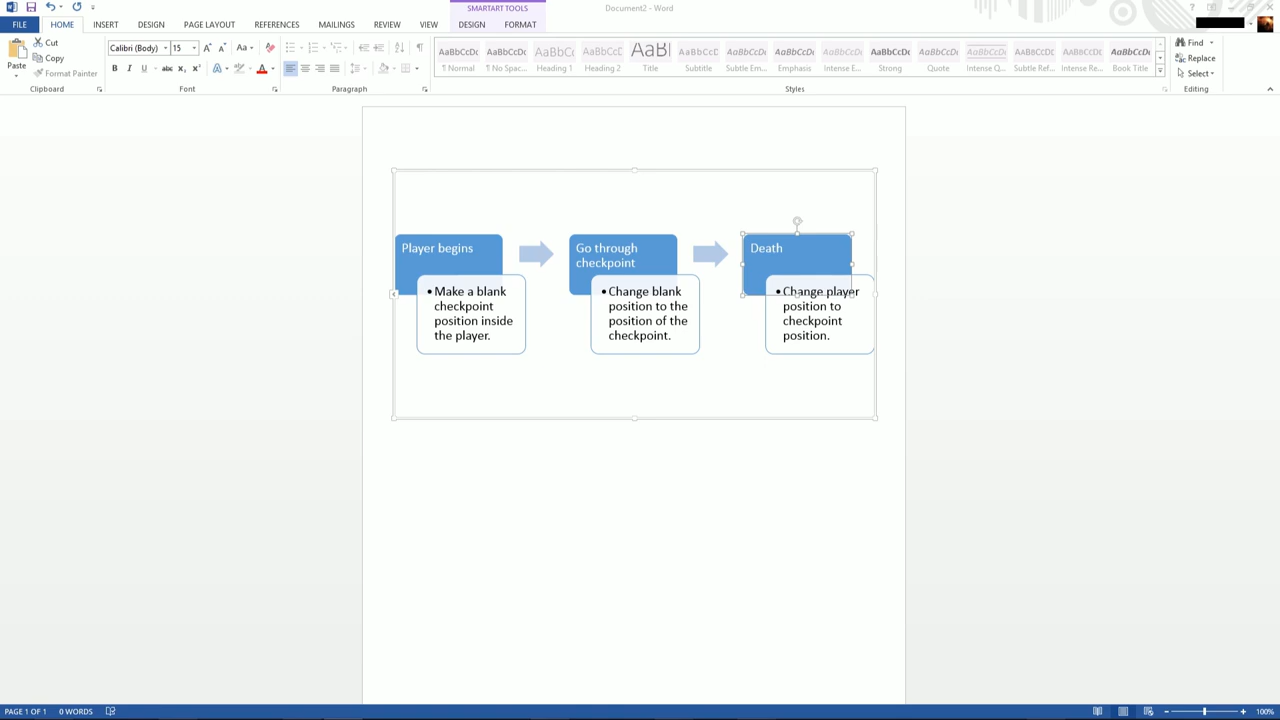 SMARTART TOOLS
Document2 - Word
FILE HOME INSERT DESIGN PAGE LAYOUT REFERENCES MAILINGS REVIEW VIEW DESIGN FORMAT
Paste
Cut
Copy
Format Painter
Clipboard
Calibri (Body) 15
Font
Paragraph
AaBbCcDc AaBbCcDc AaBbCc AaBbCcD AaBl AaBbCcD AaBbCcDc AaBbCcDc AaBbCcDc AaBbCcDc AaBbCcDc AaBbCcDc AaBbCcDc AaBbCcDc AaBbCcDc
¶ Normal ¶ No Spac... Heading 1 Heading 2 Title Subtitle Subtle Em... Emphasis Intense E... Strong Quote Intense Q... Subtle Ref... Intense Re... Book Title
Styles
Find
Replace
Select
Editing
Player begins
• Make a blank
checkpoint
position inside
the player.
Go through
checkpoint
• Change blank
position to the
position of the
checkpoint.
Death
• Change player
position to
checkpoint
position.
PAGE 1 OF 1 0 WORDS
100%